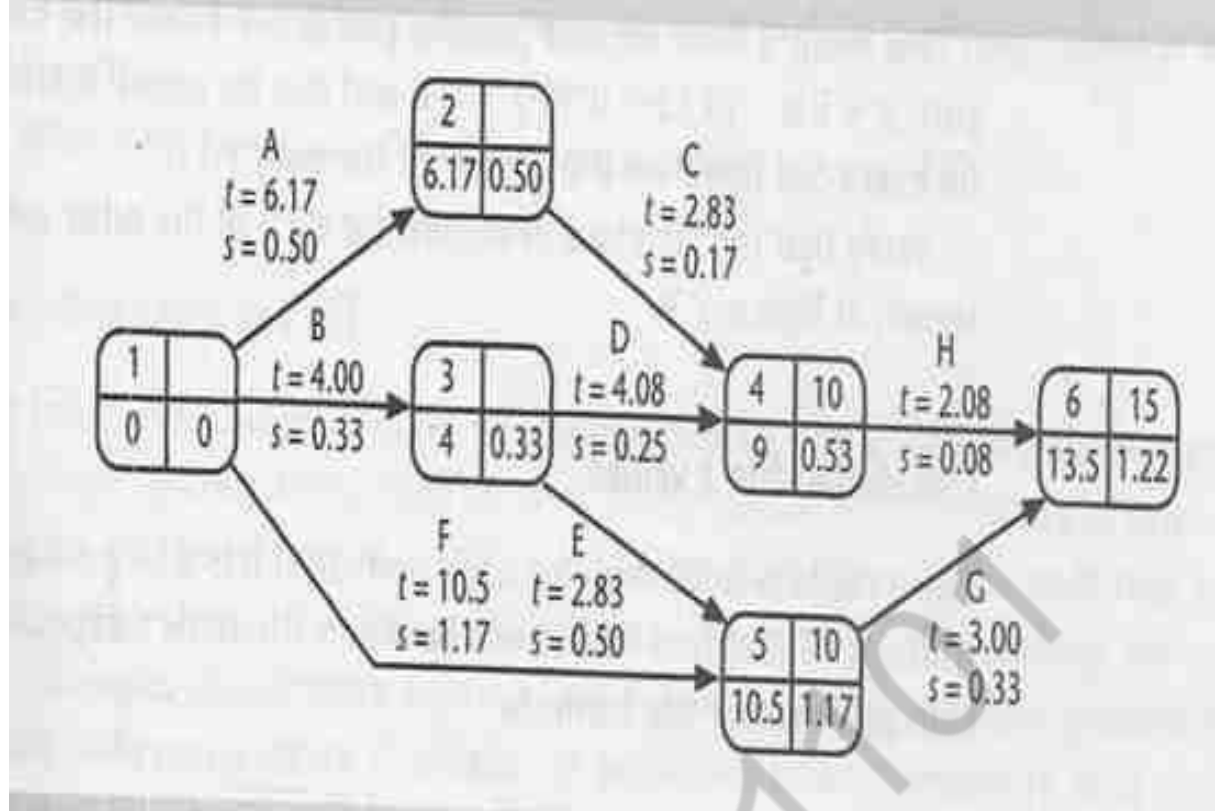 2
6.17 0.50
A
t = 6.17
s = 0.50
C
t = 2.83
s = 0.17
1
0 0
B
t = 4.00
s = 0.33
3
4 0.33
D
t = 4.08
s = 0.25
4 10
9 0.53
H
t = 2.08
s = 0.08
6 15
13.5 1.22
F
t = 10.5
s = 1.17
E
t = 2.83
s = 0.50
5 10
10.5 1.17
G
t = 3.00
s = 0.33
1101